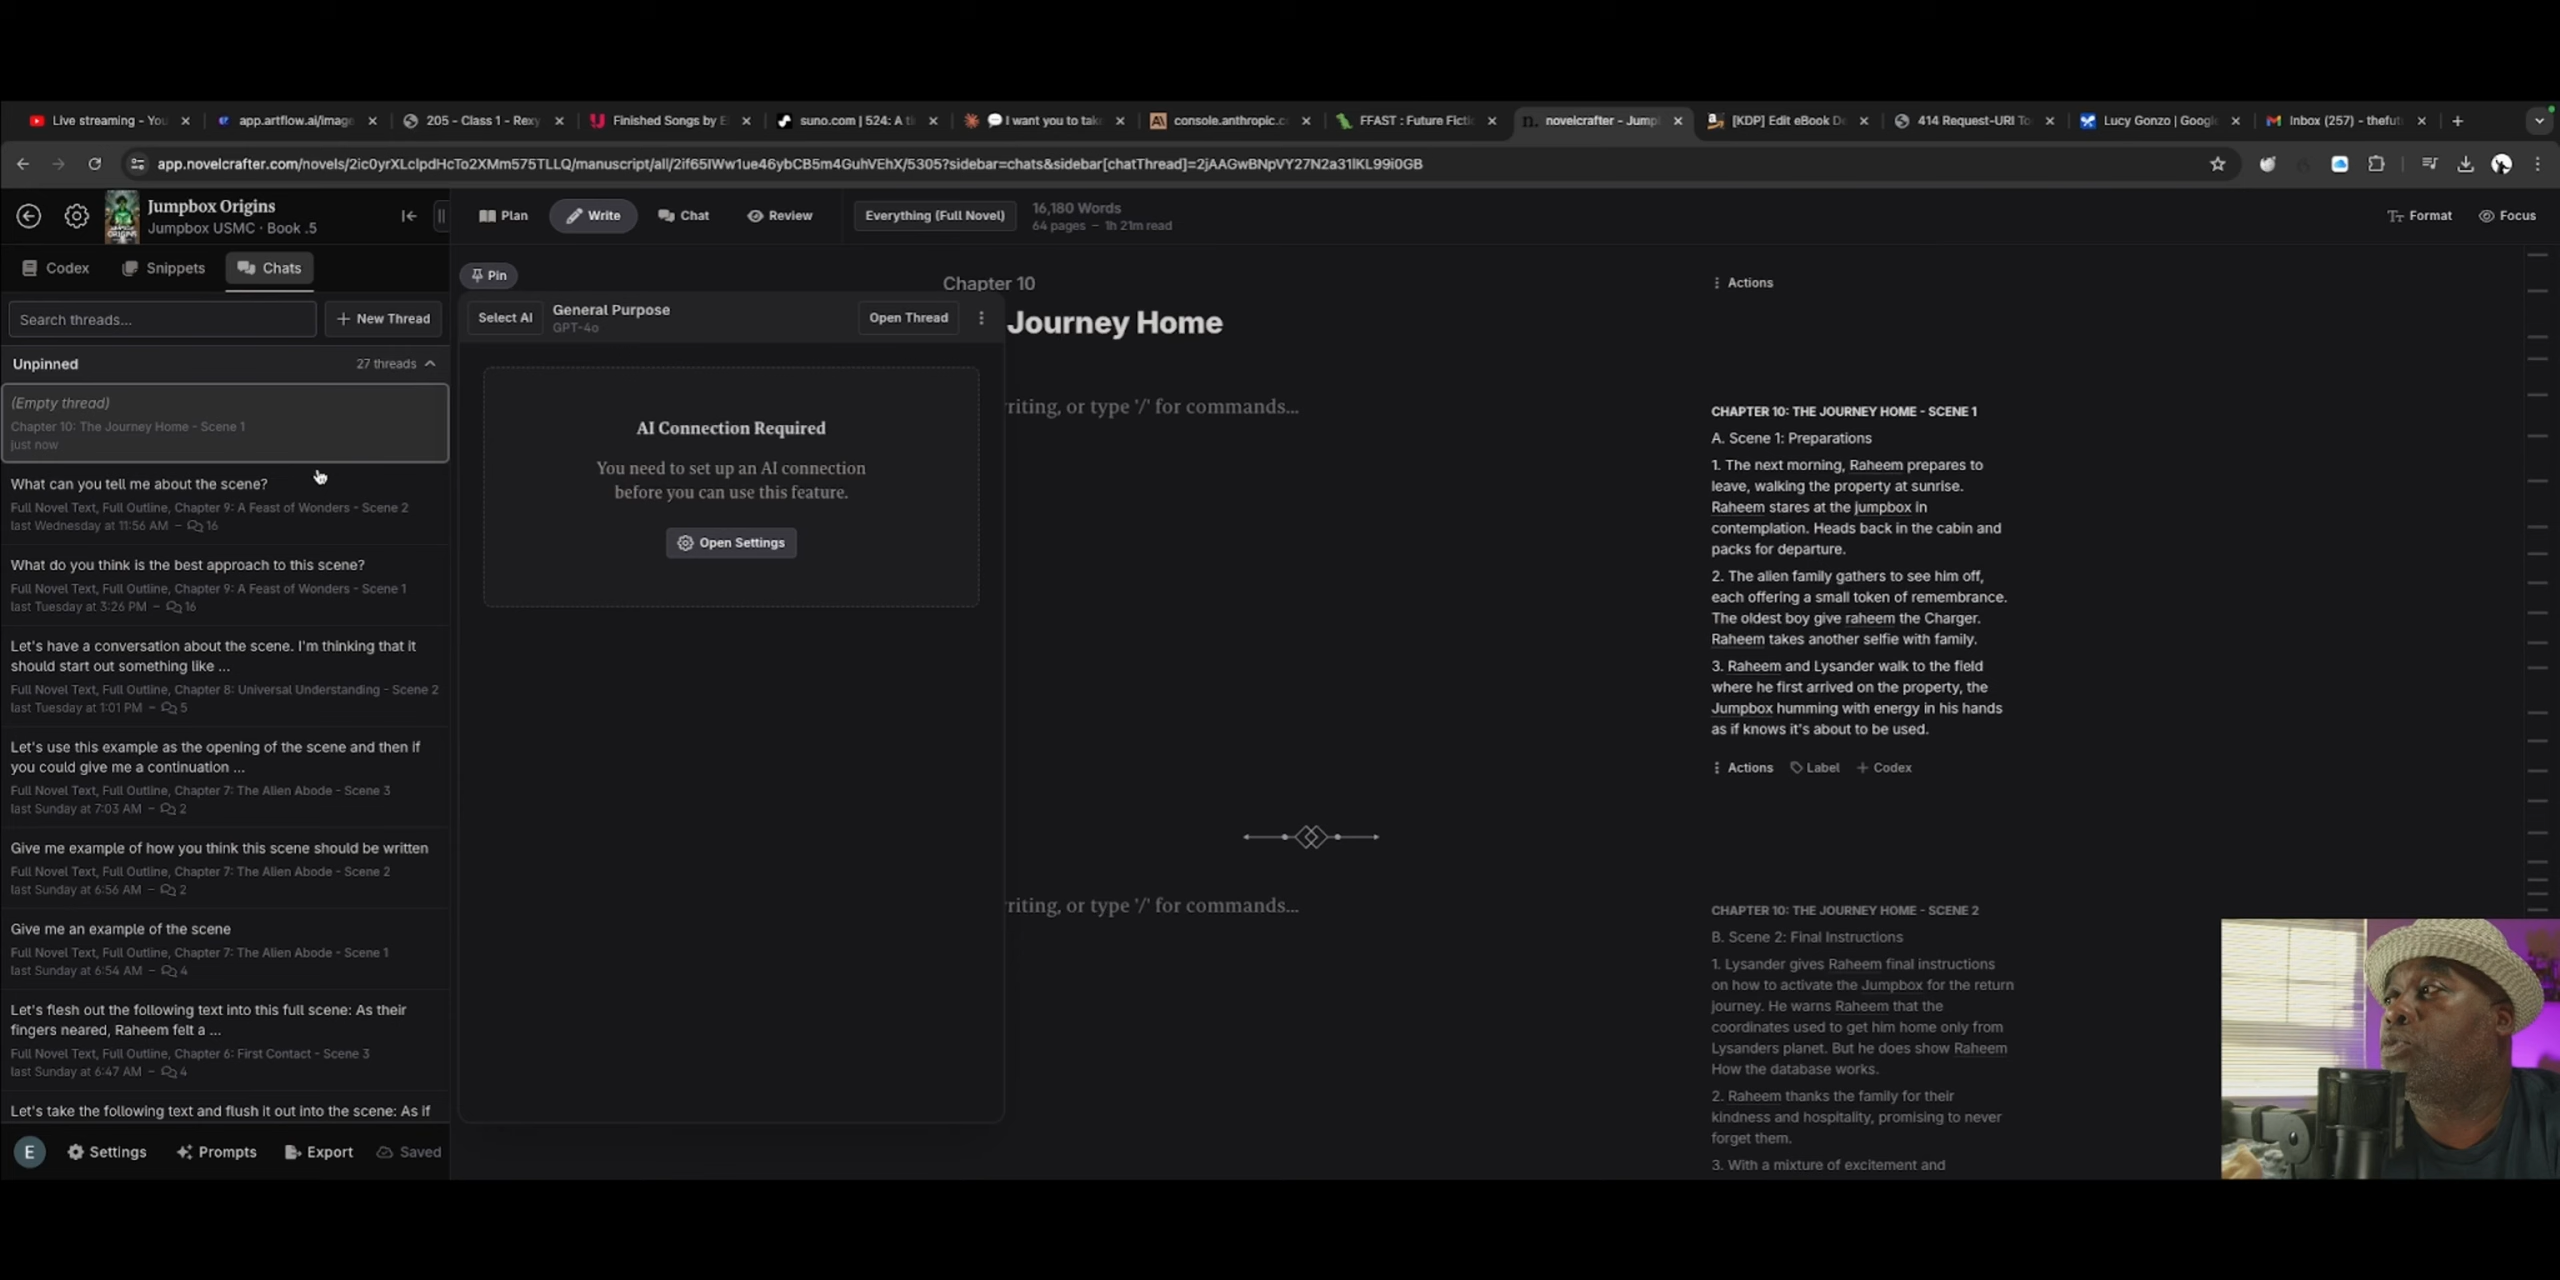 Live streaming - You
app.artflow.ai/image
205 - Class 1 - Rexy
Finished Songs by E
suno.com | 524: A ti
💬 I want you to take
console.anthropic.c
FFAST : Future Fictio
novelcrafter - Jumpl
[KDP] Edit eBook De
414 Request-URI To
Lucy Gonzo | Google
Inbox (257) - thefut
app.novelcrafter.com/novels/2ic0yrXLcIpdHcTo2XMm575TLLQ/manuscript/all/2if65IWw1ue46ybCB5m4GuhVEhX/5305?sidebar=chats&sidebar[chatThread]=2jAAGwBNpVY27N2a31IKL99i0GB
Jumpbox Origins
Jumpbox USMC · Book .5
Plan
Write
Chat
Review
Everything (Full Novel)
16,180 Words
64 pages – 1h 21m read
Format
Focus
Codex
Snippets
Chats
Search threads...
+ New Thread
Unpinned
27 threads
(Empty thread)
Chapter 10: The Journey Home - Scene 1
just now
What can you tell me about the scene?
Full Novel Text, Full Outline, Chapter 9: A Feast of Wonders - Scene 2
last Wednesday at 11:56 AM – 16
What do you think is the best approach to this scene?
Full Novel Text, Full Outline, Chapter 9: A Feast of Wonders - Scene 1
last Tuesday at 3:26 PM – 16
Let's have a conversation about the scene. I'm thinking that it
should start out something like ...
Full Novel Text, Full Outline, Chapter 8: Universal Understanding - Scene 2
last Tuesday at 1:01 PM – 5
Let's use this example as the opening of the scene and then if
you could give me a continuation ...
Full Novel Text, Full Outline, Chapter 7: The Alien Abode - Scene 3
last Sunday at 7:03 AM – 2
Give me example of how you think this scene should be written
Full Novel Text, Full Outline, Chapter 7: The Alien Abode - Scene 2
last Sunday at 6:56 AM – 2
Give me an example of the scene
Full Novel Text, Full Outline, Chapter 7: The Alien Abode - Scene 1
last Sunday at 6:54 AM – 4
Let's flesh out the following text into this full scene: As their
fingers neared, Raheem felt a ...
Full Novel Text, Full Outline, Chapter 6: First Contact - Scene 3
last Sunday at 6:47 AM – 4
Let's take the following text and flush it out into the scene: As if
E
Settings
Prompts
Export
Saved
Pin
Select AI
General Purpose
GPT-4o
Open Thread
AI Connection Required
You need to set up an AI connection
before you can use this feature.
Open Settings
Chapter 10
Journey Home
riting, or type '/' for commands...
riting, or type '/' for commands...
Actions
CHAPTER 10: THE JOURNEY HOME - SCENE 1
A. Scene 1: Preparations
1. The next morning, Raheem prepares to
leave, walking the property at sunrise.
Raheem stares at the jumpbox in
contemplation. Heads back in the cabin and
packs for departure.
2. The alien family gathers to see him off,
each offering a small token of remembrance.
The oldest boy give raheem the Charger.
Raheem takes another selfie with family.
3. Raheem and Lysander walk to the field
where he first arrived on the property, the
Jumpbox humming with energy in his hands
as if knows it's about to be used.
Actions
Label
+ Codex
CHAPTER 10: THE JOURNEY HOME - SCENE 2
B. Scene 2: Final Instructions
1. Lysander gives Raheem final instructions
on how to activate the Jumpbox for the return
journey. He warns Raheem that the
coordinates used to get him home only from
Lysanders planet. But he does show Raheem
How the database works.
2. Raheem thanks the family for their
kindness and hospitality, promising to never
forget them.
3. With a mixture of excitement and